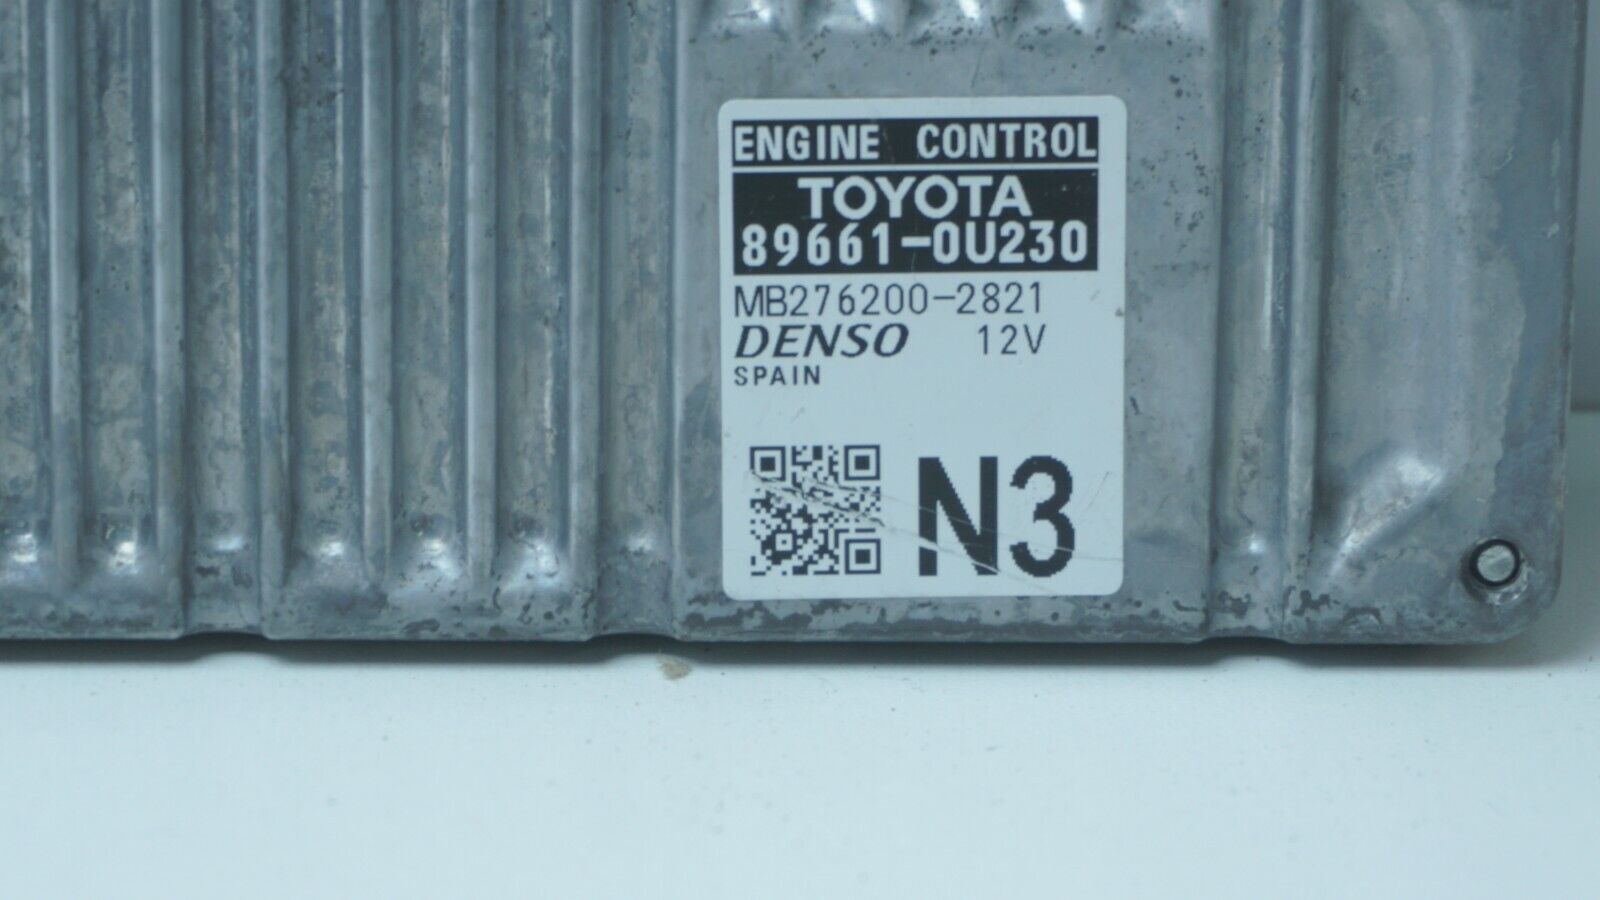 ENGINE CONTROL
TOYOTA
89661-0U230
MB276200-2821
DENSO 12V
SPAIN
N3